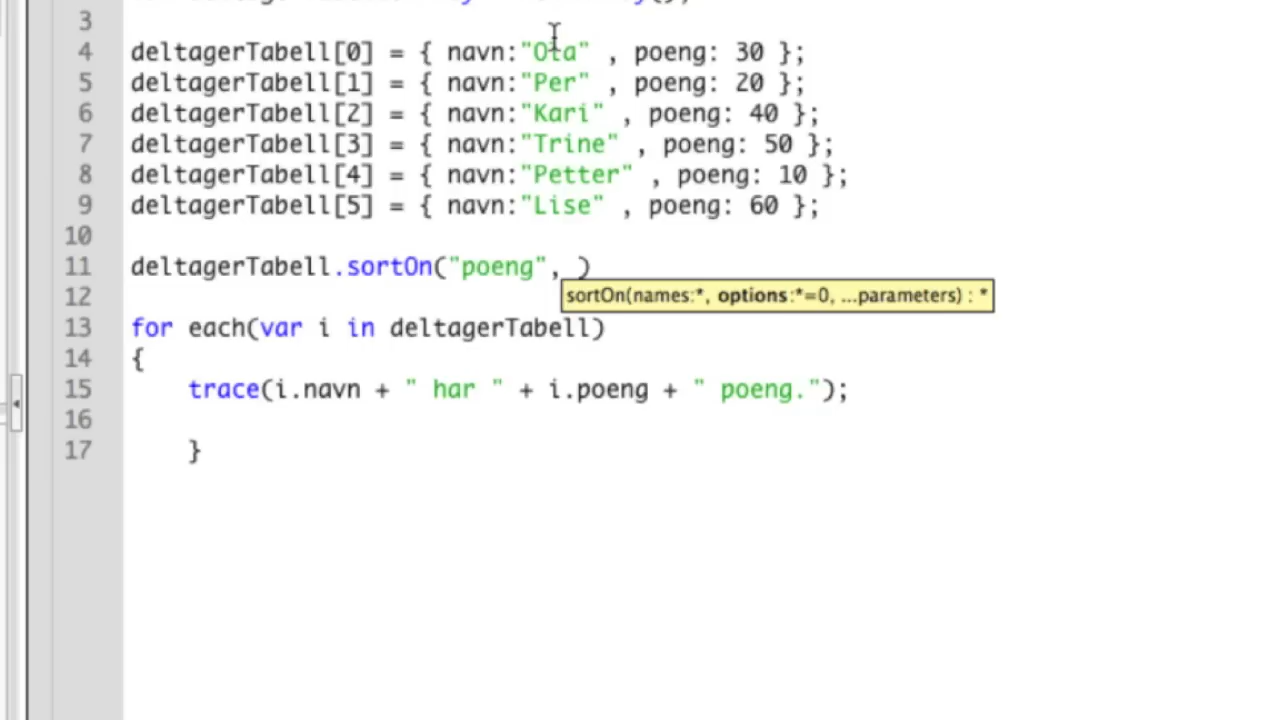 3
4 deltagerTabell[0] = { navn:"Ola" , poeng: 30 };
5 deltagerTabell[1] = { navn:"Per" , poeng: 20 };
6 deltagerTabell[2] = { navn:"Kari" , poeng: 40 };
7 deltagerTabell[3] = { navn:"Trine" , poeng: 50 };
8 deltagerTabell[4] = { navn:"Petter" , poeng: 10 };
9 deltagerTabell[5] = { navn:"Lise" , poeng: 60 };
10
11 deltagerTabell.sortOn("poeng", )
sortOn(names:*, options:*=0, ...parameters) : *
12
13 for each(var i in deltagerTabell)
14 {
15 trace(i.navn + " har " + i.poeng + " poeng.");
16
17 }